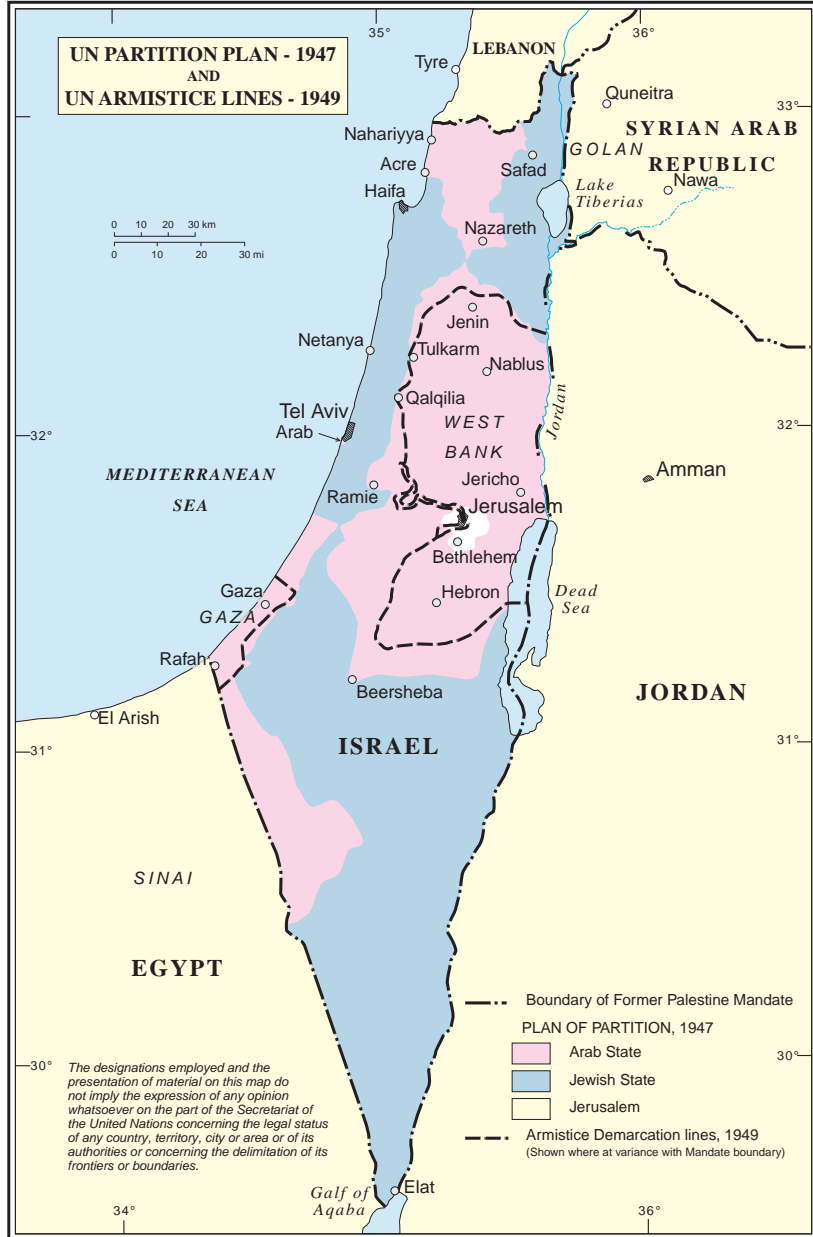 35°
36°
UN PARTITION PLAN - 1947
AND
UN ARMISTICE LINES - 1949
LEBANON
Tyre
Quneitra
33°
SYRIAN ARAB
REPUBLIC
Nahariyya
GOLAN
Acre
Safad
Haifa
Lake
Tiberias
Nawa
0 10 20 30 km
0 10 20 30 mi
Nazareth
Jenin
Netanya
Tulkarm
Nablus
Qalqilia
Tel Aviv
Arab
WEST
BANK
Jordan
32°
32°
MEDITERRANEAN
SEA
Ramie
Jericho
Amman
Jerusalem
Bethlehem
Gaza
GAZA
Hebron
Dead
Sea
Rafah
Beersheba
JORDAN
El Arish
ISRAEL
31°
31°
SINAI
EGYPT
Boundary of Former Palestine Mandate
PLAN OF PARTITION, 1947
Arab State
Jewish State
Jerusalem
Armistice Demarcation lines, 1949
(Shown where at variance with Mandate boundary)
30°
30°
The designations employed and the
presentation of material on this map do
not imply the expression of any opinion
whatsoever on the part of the Secretariat of
the United Nations concerning the legal status
of any country, territory, city or area or of its
authorities or concerning the delimitation of its
frontiers or boundaries.
Galf of
Aqaba
Elat
34°
36°